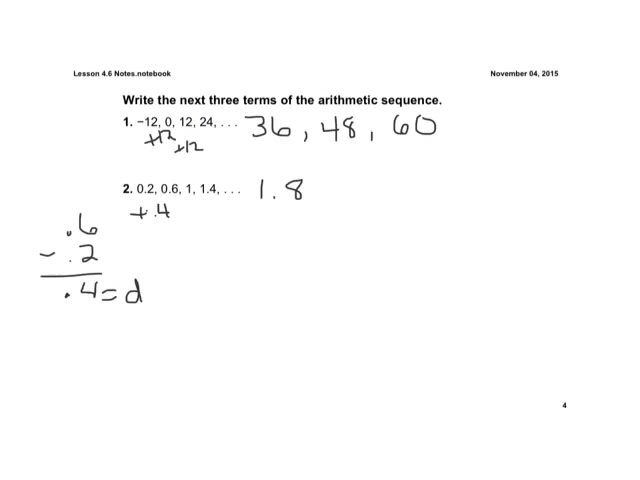 Lesson 4.6 Notes.notebook
November 04, 2015
Write the next three terms of the arithmetic sequence.
1. −12, 0, 12, 24, . . . 36, 48, 60
+12
+12
2. 0.2, 0.6, 1, 1.4, . . . 1.8
+.4
.6
− .2
.4=d
4